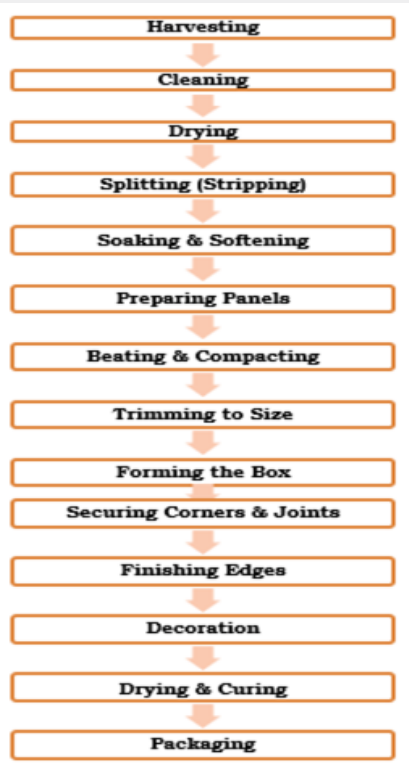 Harvesting
Cleaning
Drying
Splitting (Stripping)
Soaking & Softening
Preparing Panels
Beating & Compacting
Trimming to Size
Forming the Box
Securing Corners & Joints
Finishing Edges
Decoration
Drying & Curing
Packaging